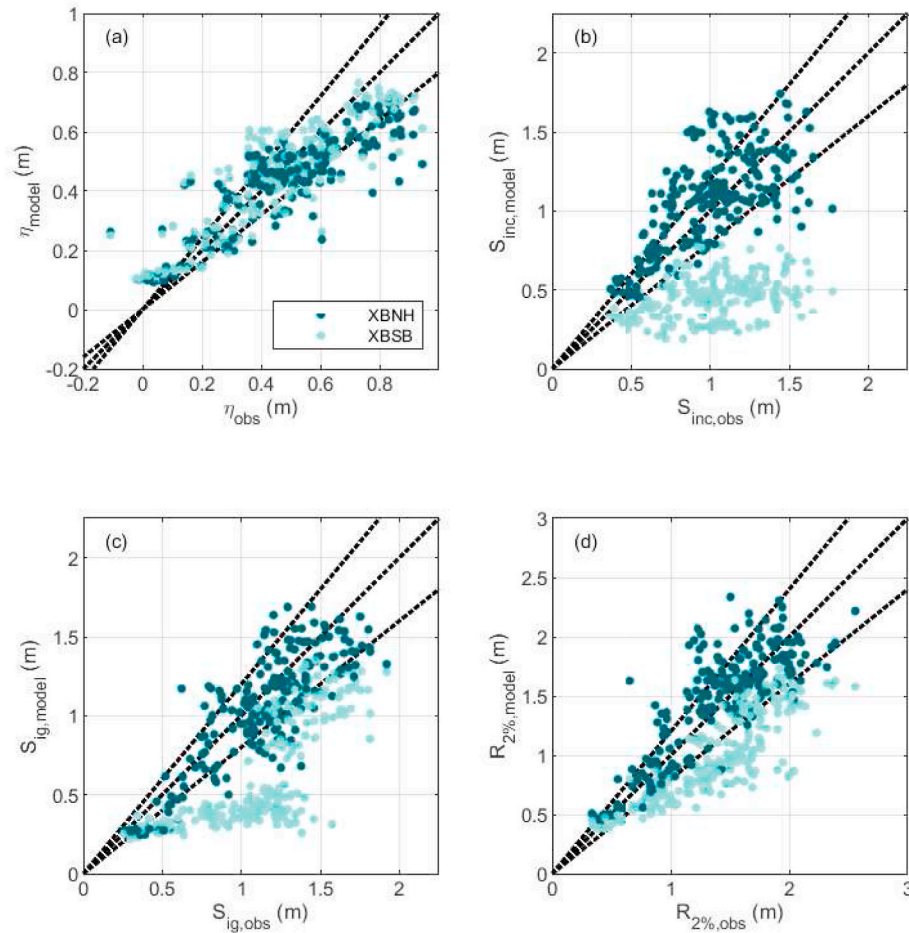 (a)
1
0.8
0.6
0.4
0.2
0
-0.2
η_model (m)
-0.2 0 0.2 0.4 0.6 0.8
η_obs (m)
XBNH
XBSB
(b)
2
1.5
1
0.5
0
S_inc,model (m)
0 0.5 1 1.5 2
S_inc,obs (m)
(c)
2
1.5
1
0.5
0
S_ig,model (m)
0 0.5 1 1.5 2
S_ig,obs (m)
(d)
3
2.5
2
1.5
1
0.5
0
R_2%,model (m)
0 1 2 3
R_2%,obs (m)